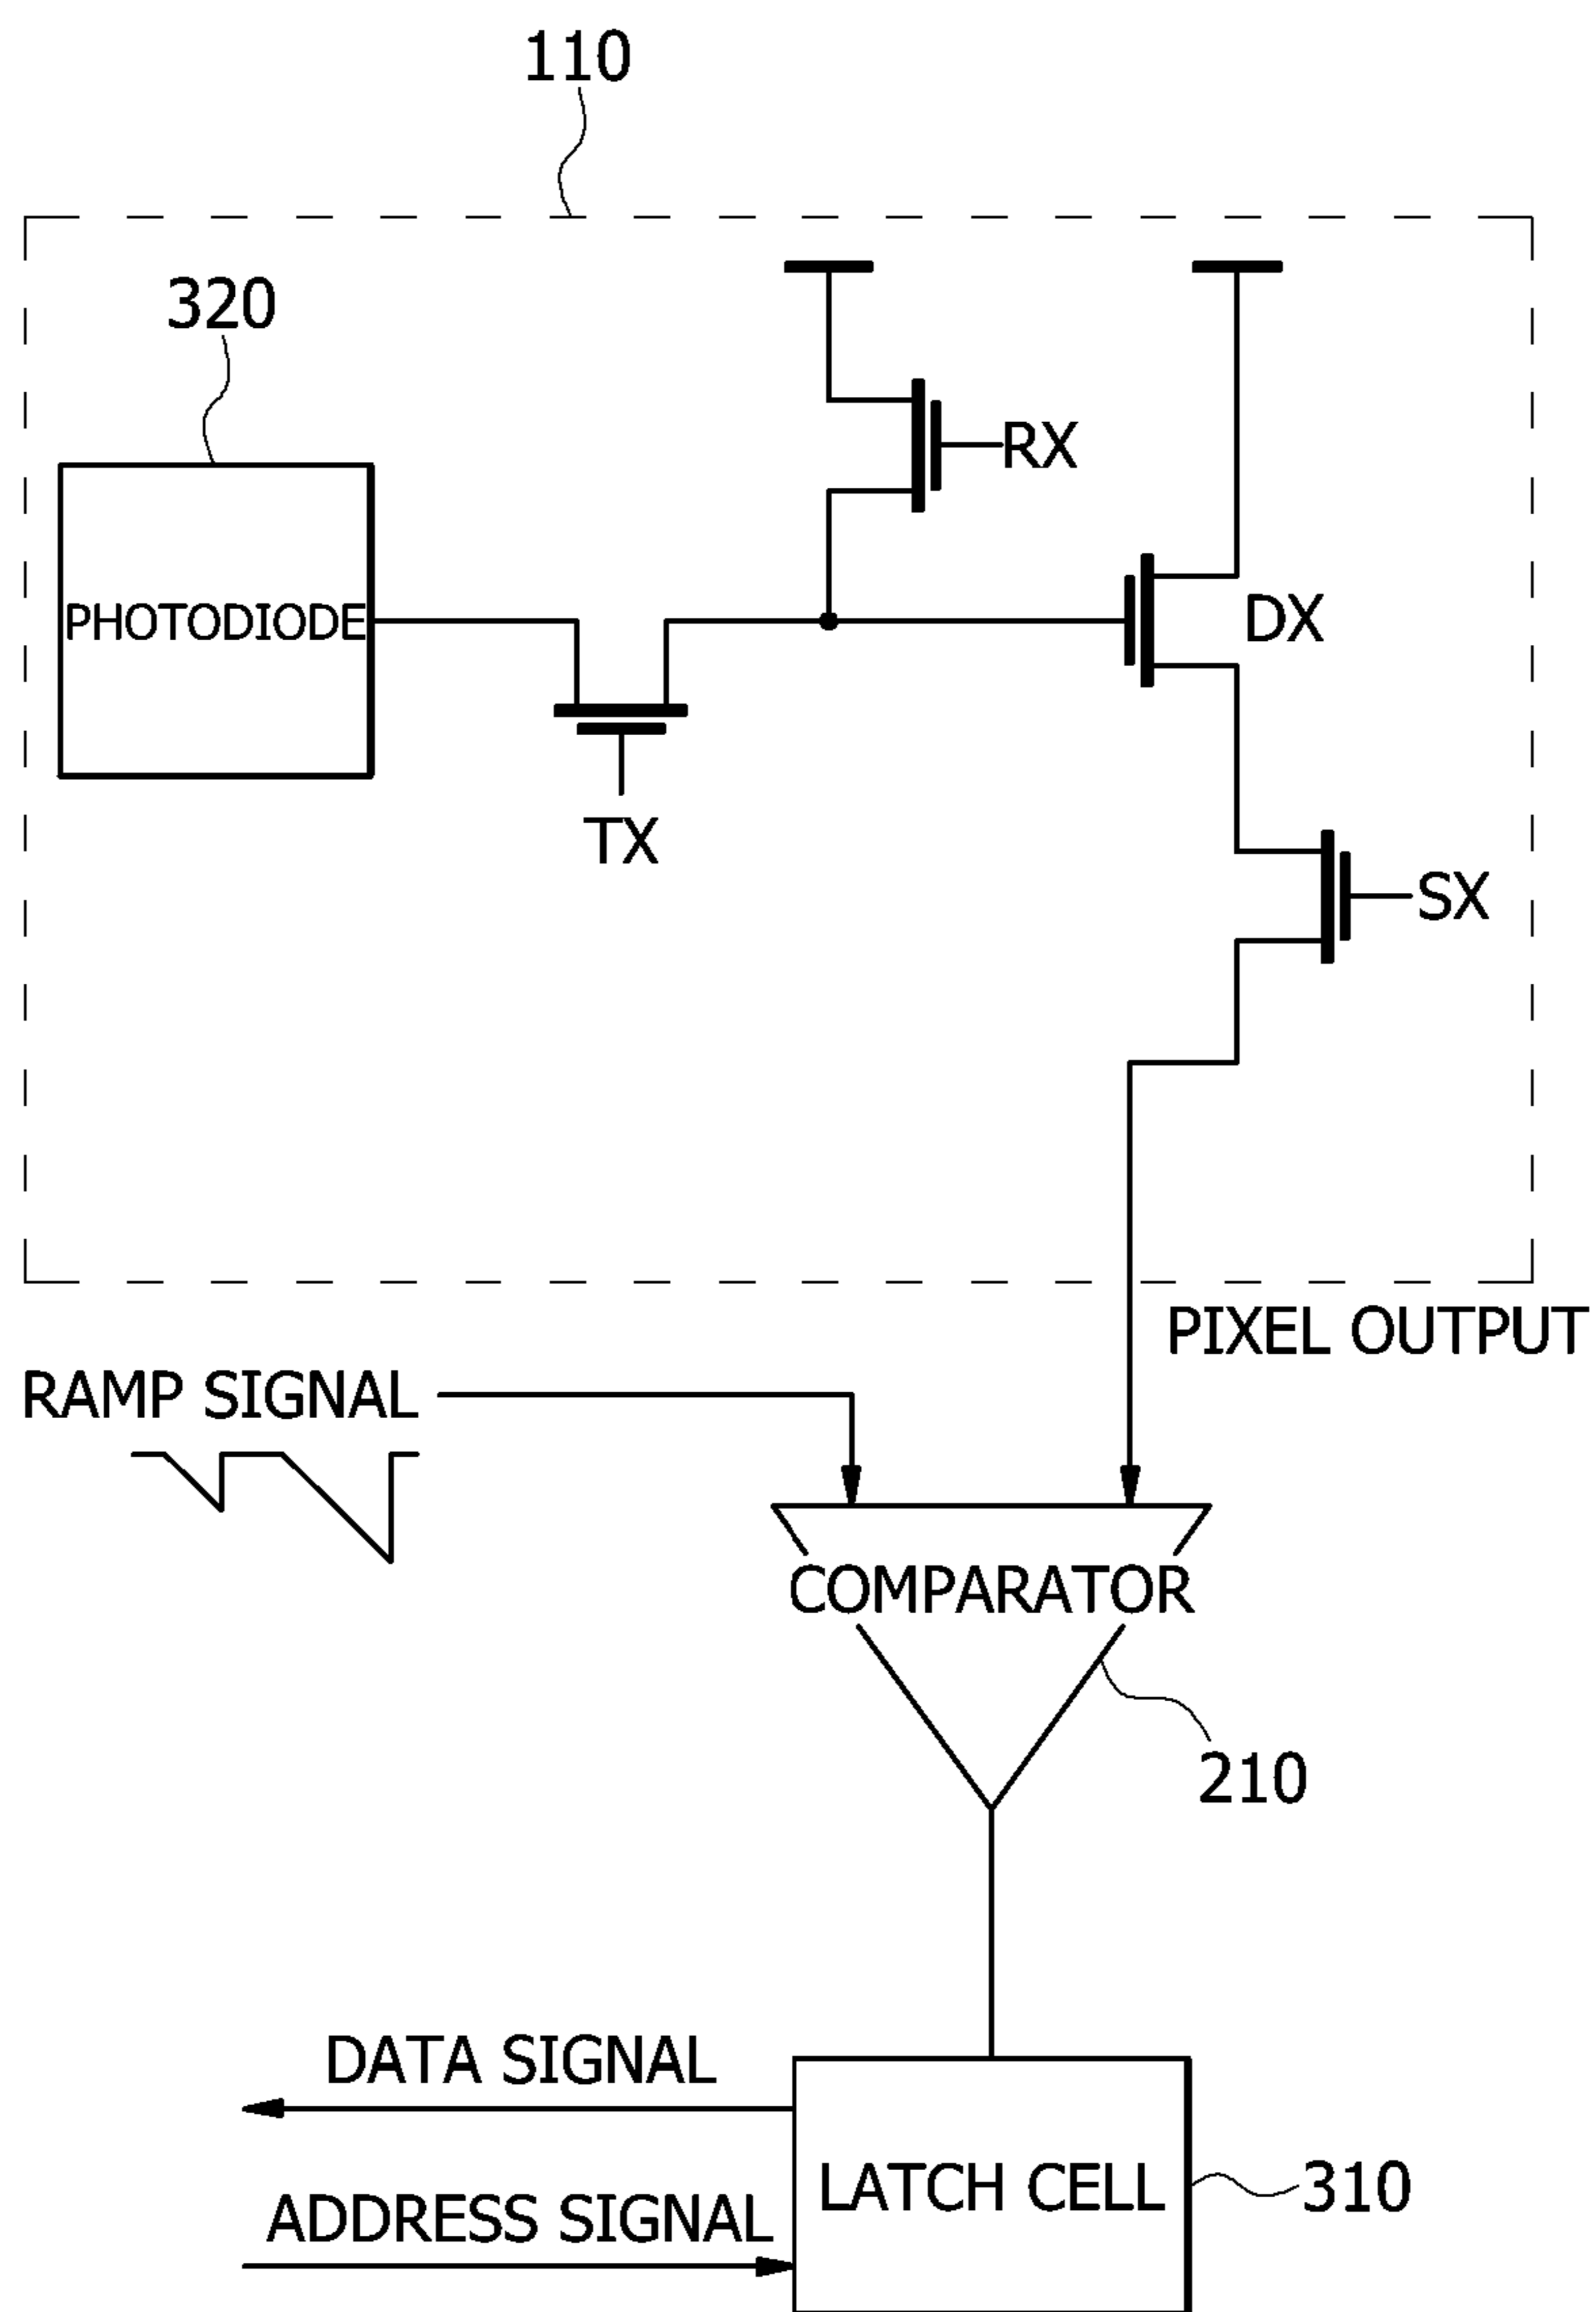 110
320
RX
PHOTODIODE
DX
TX
SX
PIXEL OUTPUT
RAMP SIGNAL
COMPARATOR
210
DATA SIGNAL
LATCH CELL
310
ADDRESS SIGNAL